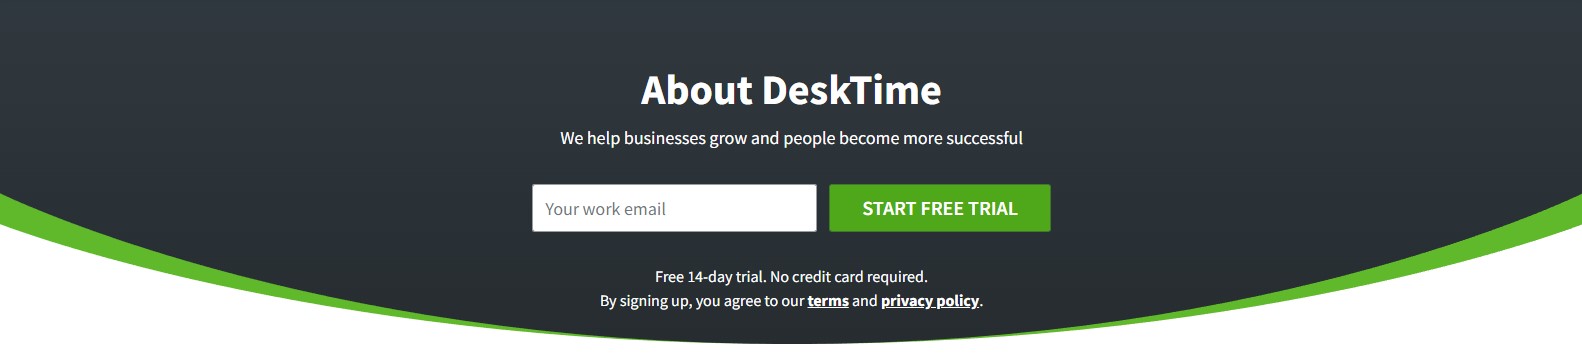 About DeskTime
We help businesses grow and people become more successful
Your work email
START FREE TRIAL
Free 14-day trial. No credit card required.
By signing up, you agree to our terms and privacy policy.